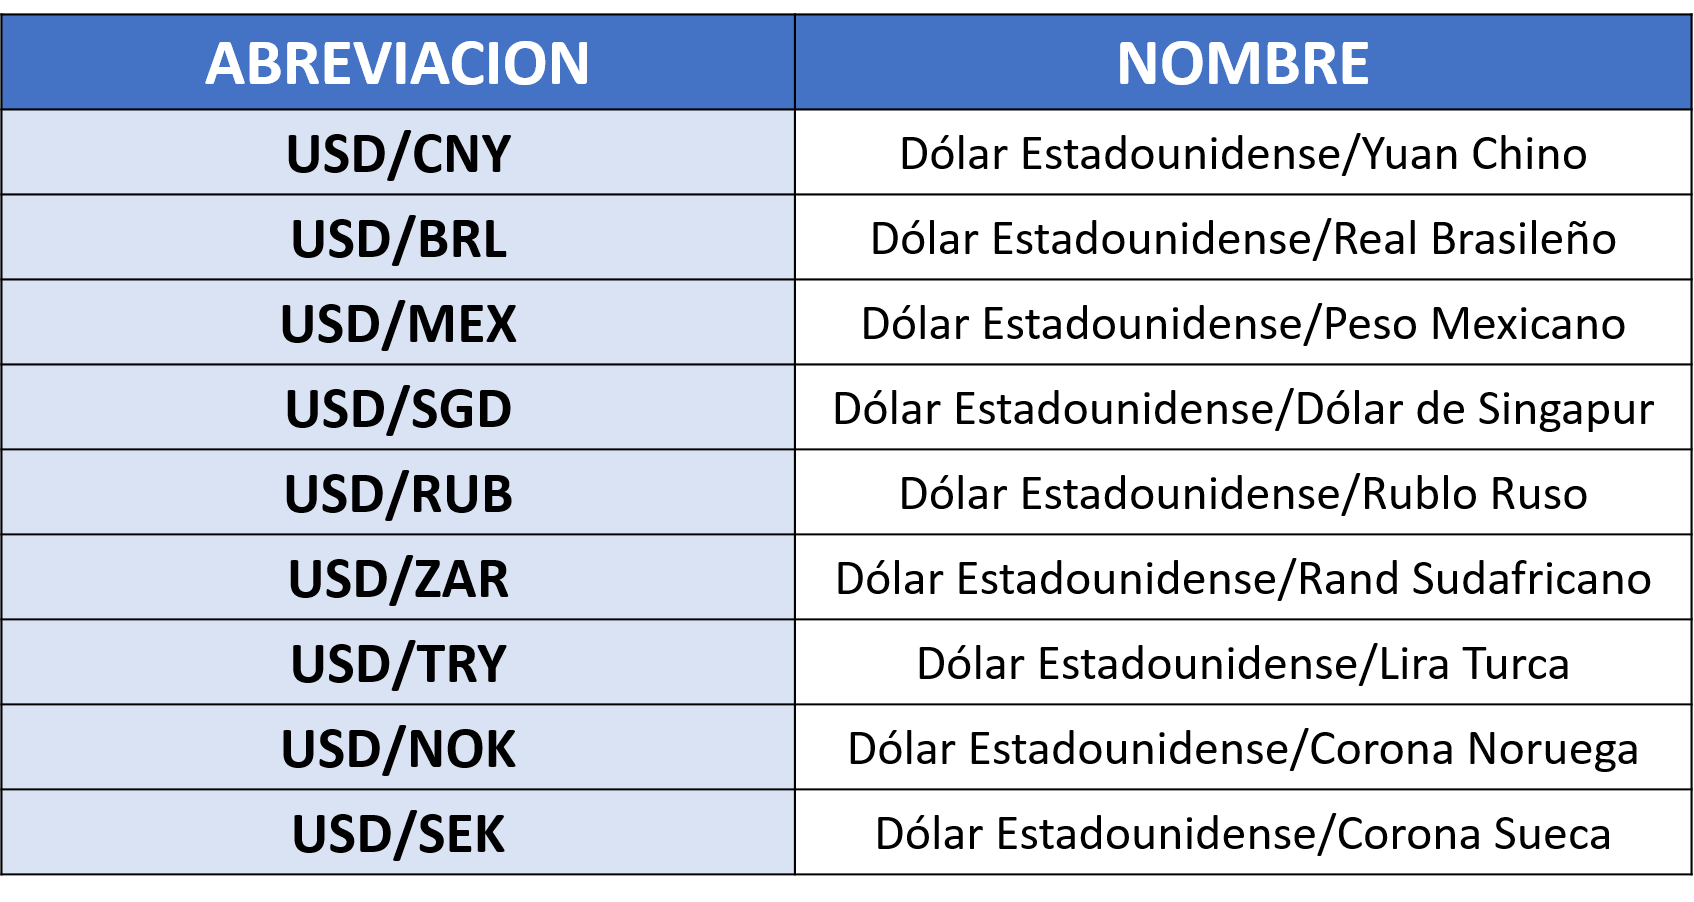 ABREVIACION NOMBRE
USD/CNY Dólar Estadounidense/Yuan Chino
USD/BRL Dólar Estadounidense/Real Brasileño
USD/MEX Dólar Estadounidense/Peso Mexicano
USD/SGD Dólar Estadounidense/Dólar de Singapur
USD/RUB Dólar Estadounidense/Rublo Ruso
USD/ZAR Dólar Estadounidense/Rand Sudafricano
USD/TRY Dólar Estadounidense/Lira Turca
USD/NOK Dólar Estadounidense/Corona Noruega
USD/SEK Dólar Estadounidense/Corona Sueca